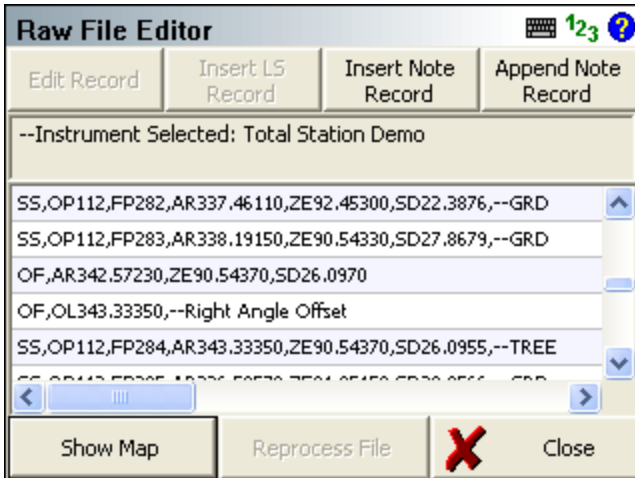 Raw File Editor
123
?
Edit Record
Insert LS
Record
Insert Note
Record
Append Note
Record
--Instrument Selected: Total Station Demo
SS,OP112,FP282,AR337.46110,ZE92.45300,SD22.3876,--GRD
SS,OP112,FP283,AR338.19150,ZE90.54330,SD27.8679,--GRD
OF,AR342.57230,ZE90.54370,SD26.0970
OF,OL343.33350,--Right Angle Offset
SS,OP112,FP284,AR343.33350,ZE90.54370,SD26.0955,--TREE
Show Map
Reprocess File
Close